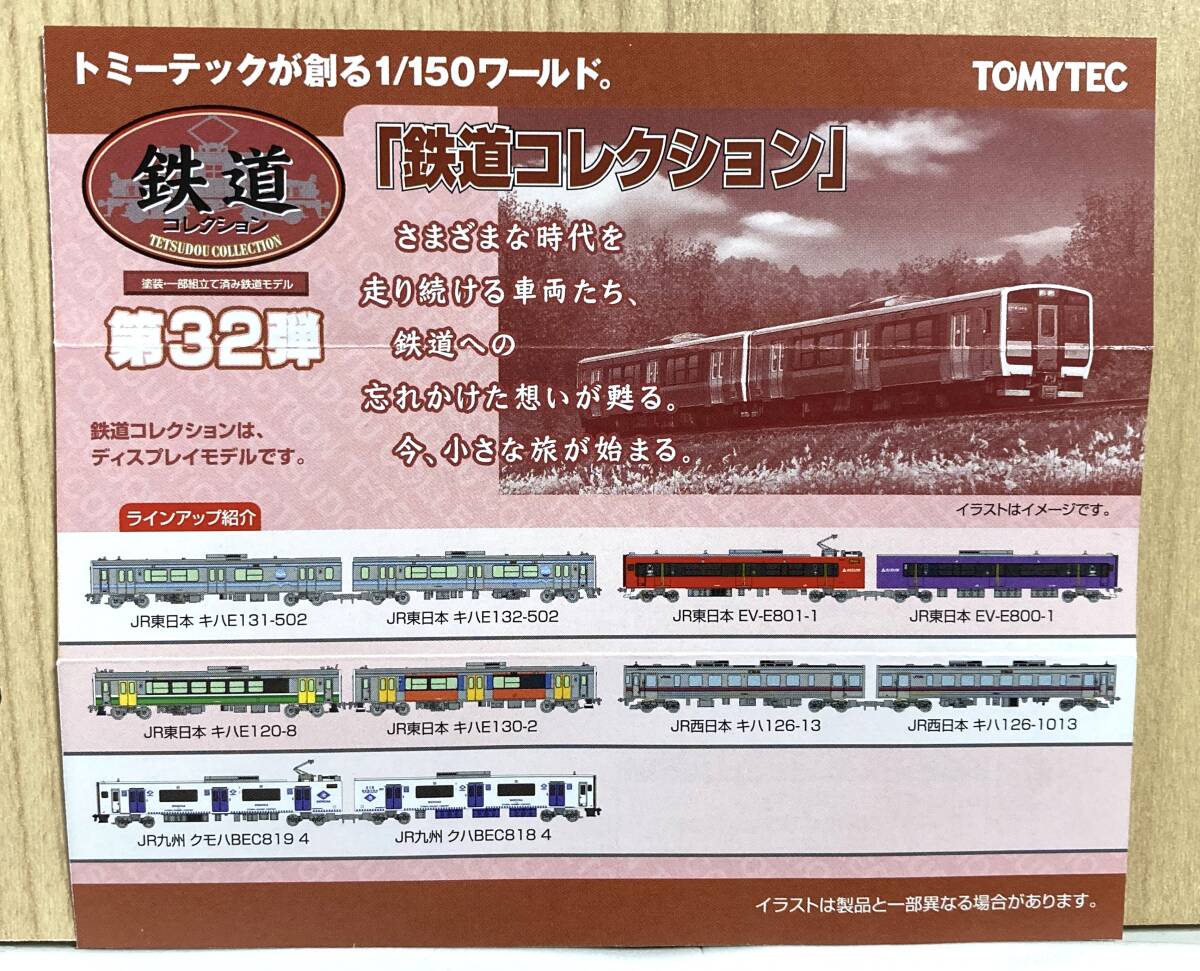 トミーテックが創る1/150ワールド。
TOMYTEC
鉄道
コレクション
TETSUDOU COLLECTION
塗装・一部組立て済み鉄道モデル
第32弾
「鉄道コレクション」
さまざまな時代を
走り続ける車両たち、
鉄道への
忘れかけた想いが甦る。
今、小さな旅が始まる。
鉄道コレクションは、
ディスプレイモデルです。
イラストはイメージです。
ラインアップ紹介
JR東日本 キハE131-502
JR東日本 キハE132-502
JR東日本 EV-E801-1
JR東日本 EV-E800-1
JR東日本 キハE120-8
JR東日本 キハE130-2
JR西日本 キハ126-13
JR西日本 キハ126-1013
JR九州 クモハBEC819 4
JR九州 クハBEC818 4
イラストは製品と一部異なる場合があります。